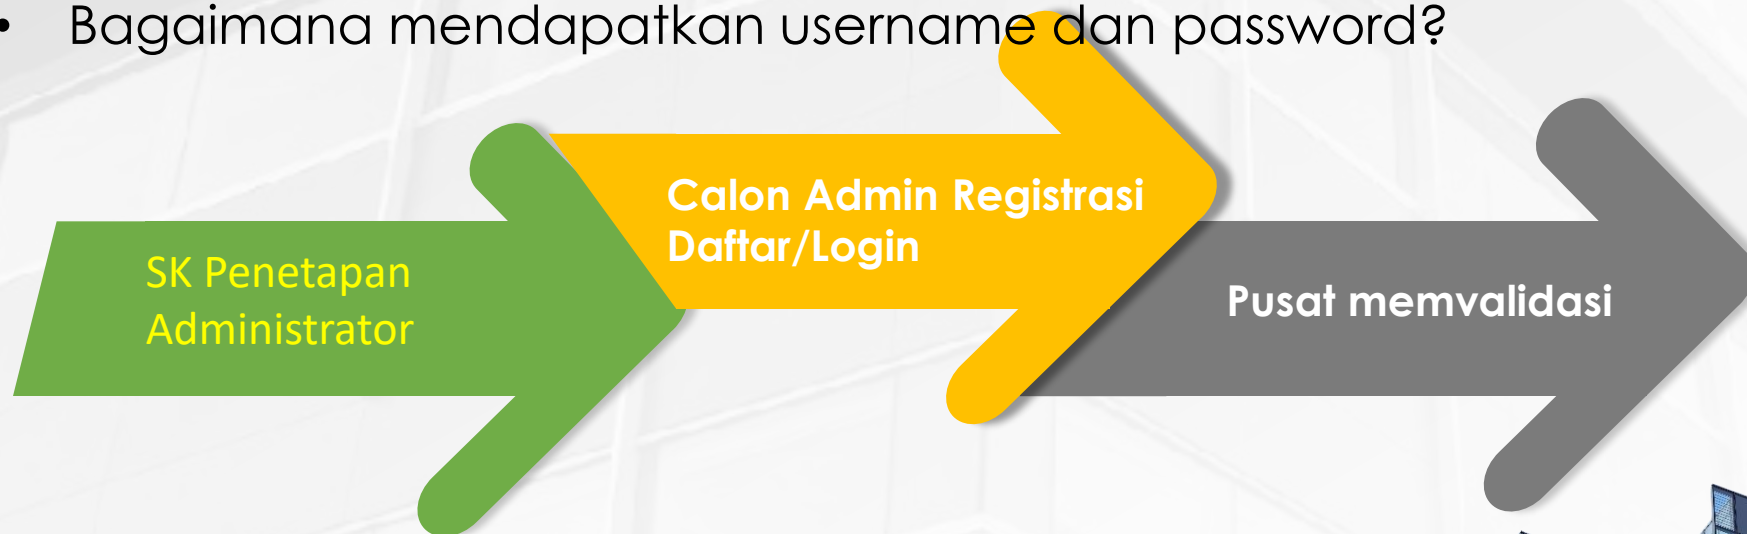 • Bagaimana mendapatkan username dan password?
Calon Admin Registrasi
Daftar/Login
SK Penetapan
Administrator
Pusat memvalidasi